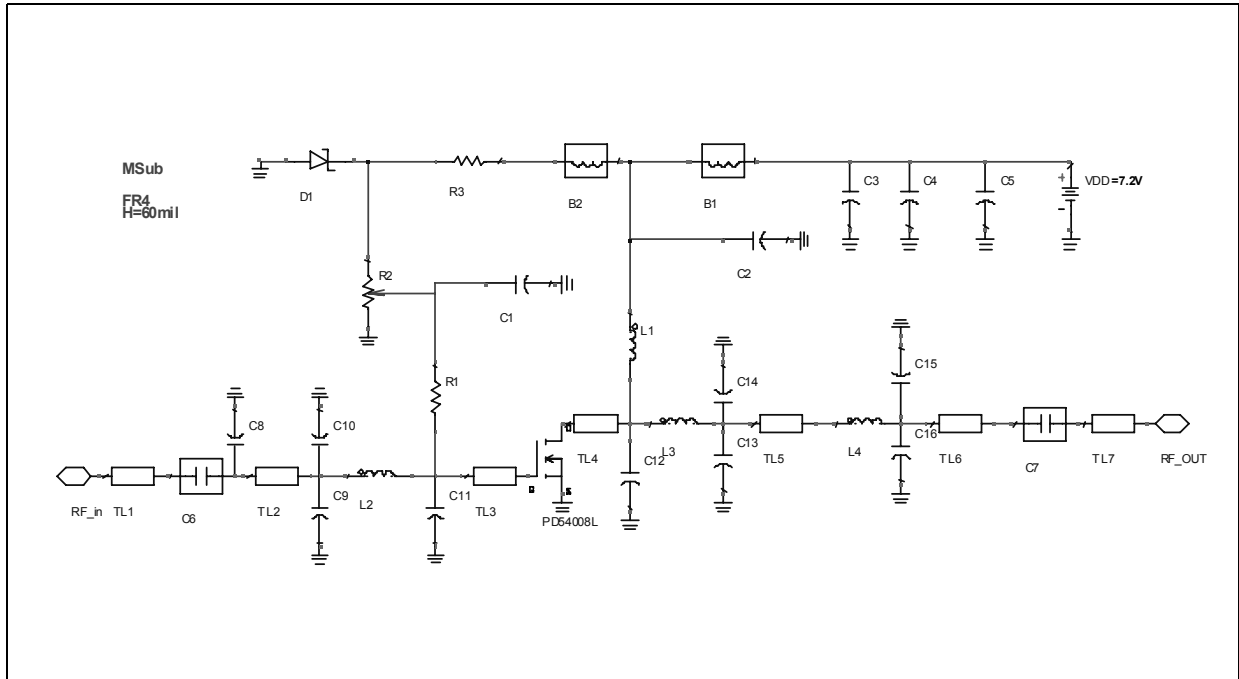 MSub
FR4
H=60mil
D1
R3
B2
B1
C3
C4
C5
+
VDD=7.2V
–
C2
R2
C1
L1
R1
C14
C15
C8
C10
TL4
C12
L3
C13
TL5
L4
C16
TL6
C7
TL7
RF_OUT
RF_in
TL1
C6
TL2
C9
L2
C11
TL3
PD54008L